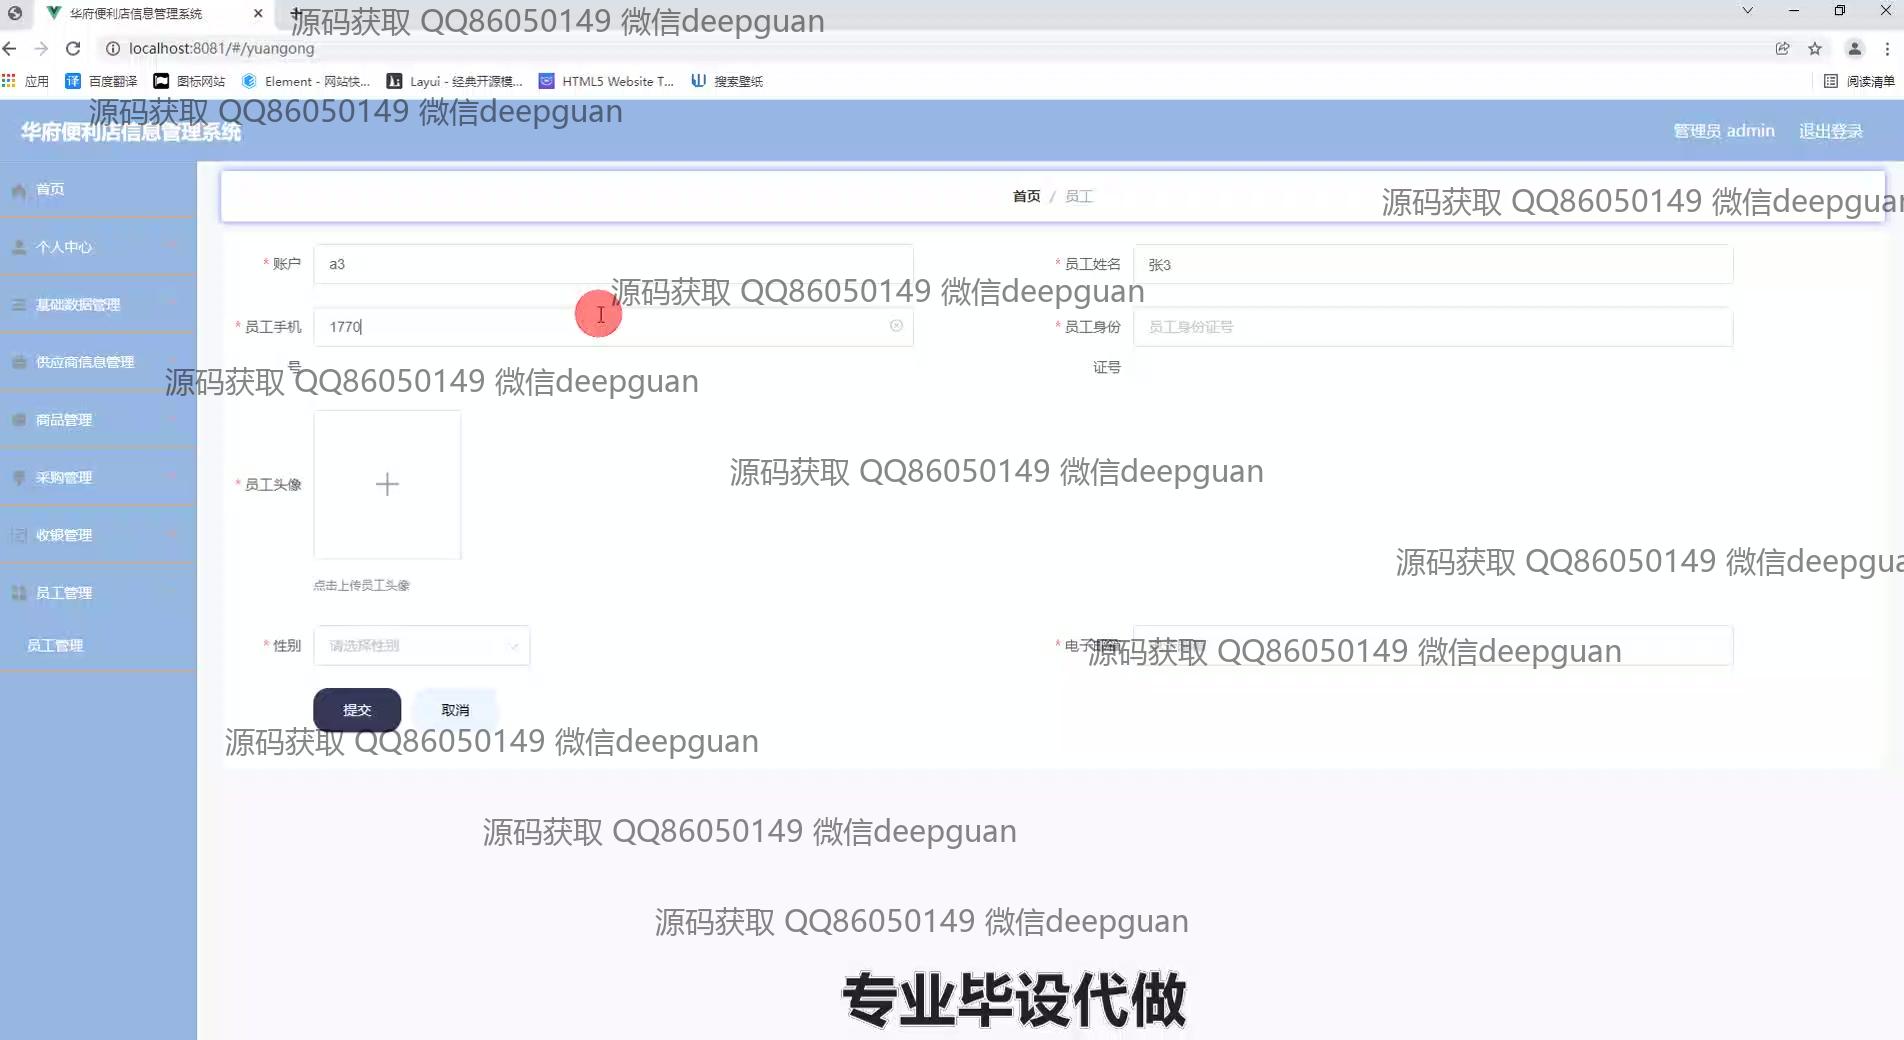 华府便利店信息管理系统
源码获取 QQ86050149 微信deepguan
localhost:8081/#/yuangong
应用 百度翻译 图标网站 Element - 网站快... Layui - 经典开源模... HTML5 Website T... 搜索壁纸 阅读清单
源码获取 QQ86050149 微信deepguan
华府便利店信息管理系统
管理员 admin 退出登录
首页
首页 / 员工
源码获取 QQ86050149 微信deepguan
个人中心
* 账户 a3
* 员工姓名 张3
源码获取 QQ86050149 微信deepguan
基础数据管理
* 员工手机号 1770
* 员工身份证号 员工身份证号
供应商信息管理
源码获取 QQ86050149 微信deepguan
商品管理
采购管理
* 员工头像
源码获取 QQ86050149 微信deepguan
收银管理
源码获取 QQ86050149 微信deepgua
员工管理
点击上传员工头像
员工管理
* 性别 请选择性别
* 电子邮箱
源码获取 QQ86050149 微信deepguan
提交 取消
源码获取 QQ86050149 微信deepguan
源码获取 QQ86050149 微信deepguan
源码获取 QQ86050149 微信deepguan
专业毕设代做